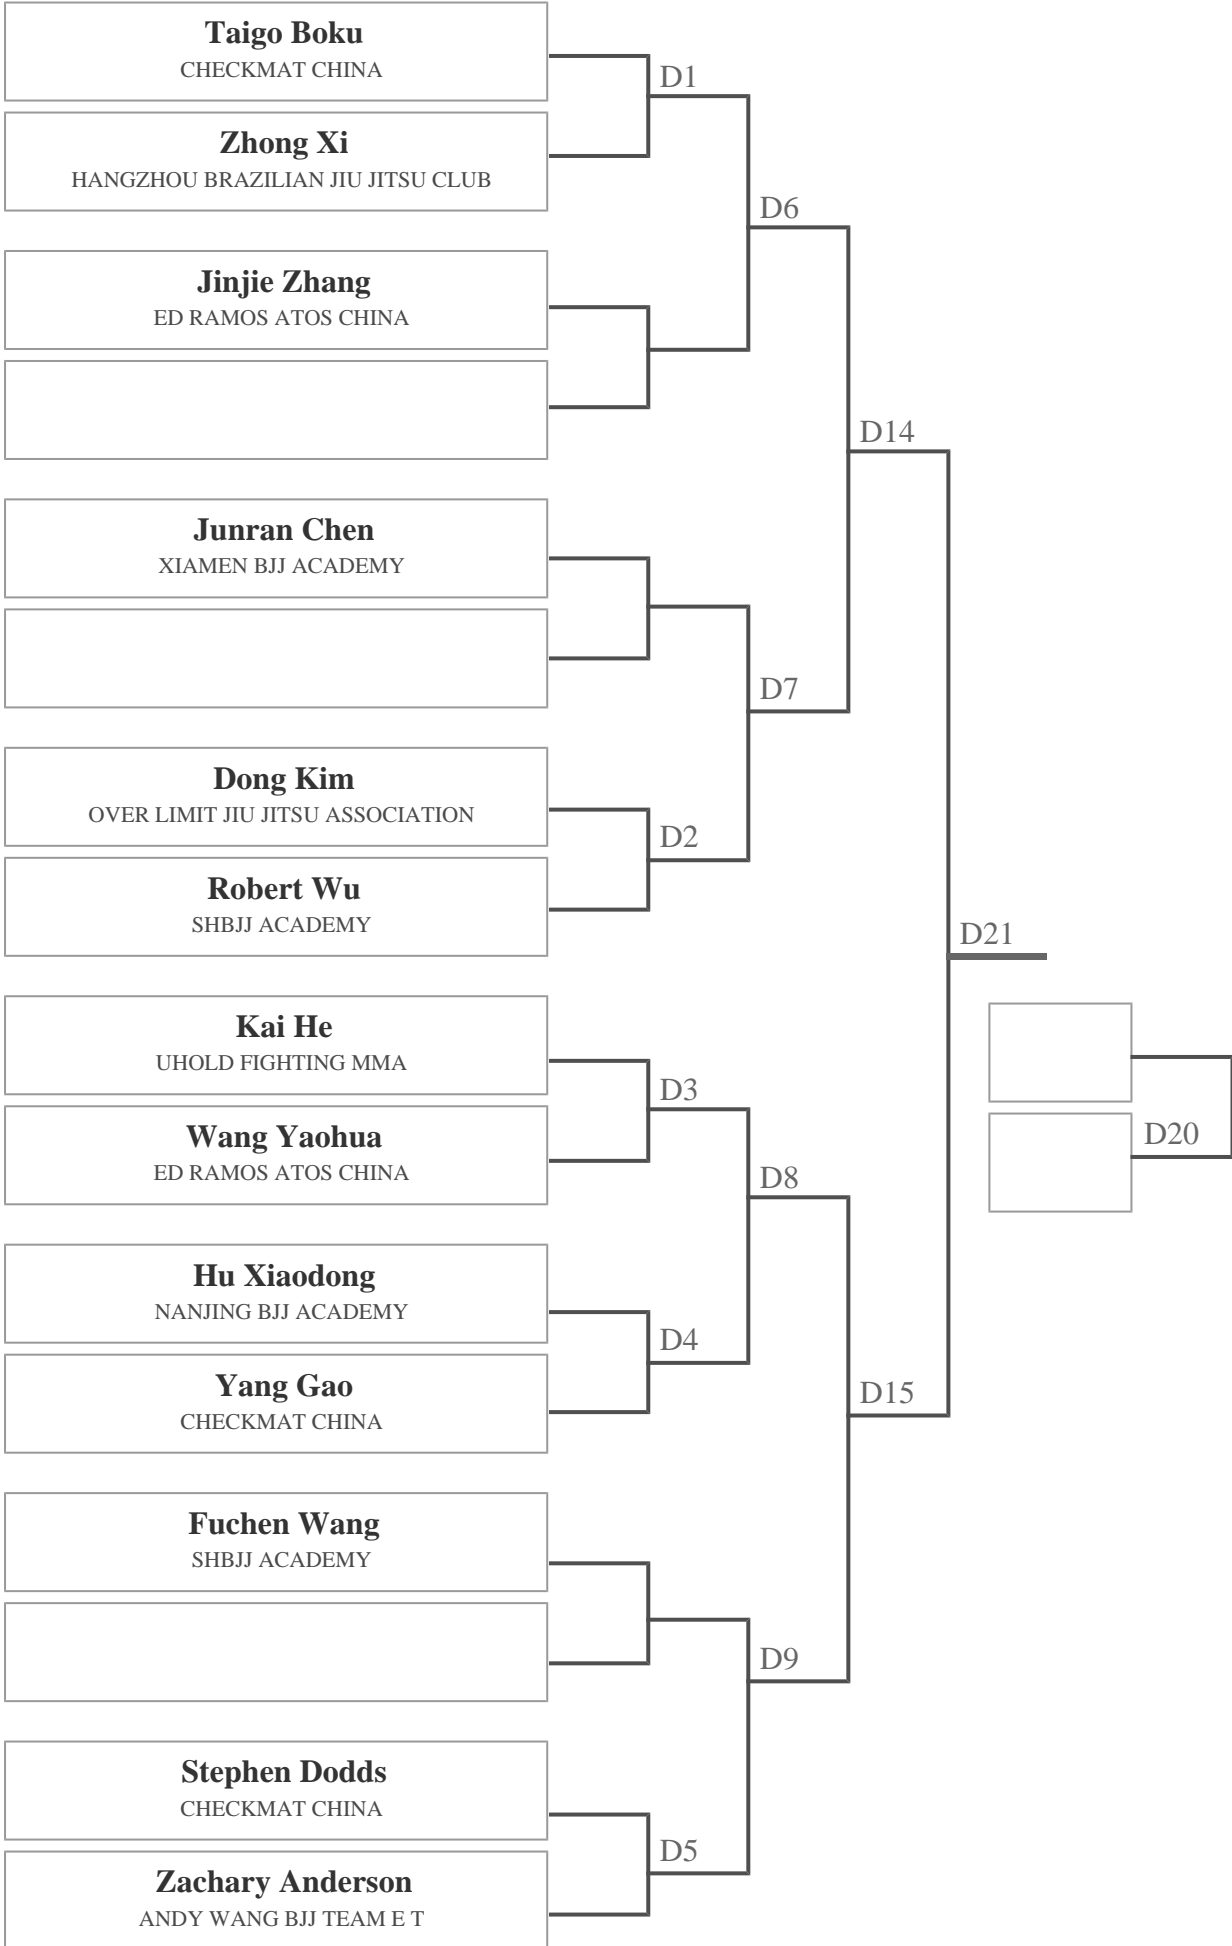 Taigo Boku
CHECKMAT CHINA
D1
Zhong Xi
HANGZHOU BRAZILIAN JIU JITSU CLUB
D6
Jinjie Zhang
ED RAMOS ATOS CHINA
D14
Junran Chen
XIAMEN BJJ ACADEMY
D7
Dong Kim
OVER LIMIT JIU JITSU ASSOCIATION
D2
Robert Wu
SHBJJ ACADEMY
D21
Kai He
UHOLD FIGHTING MMA
D3
Wang Yaohua
ED RAMOS ATOS CHINA
D20
D8
Hu Xiaodong
NANJING BJJ ACADEMY
D4
Yang Gao
CHECKMAT CHINA
D15
Fuchen Wang
SHBJJ ACADEMY
D9
Stephen Dodds
CHECKMAT CHINA
D5
Zachary Anderson
ANDY WANG BJJ TEAM E T